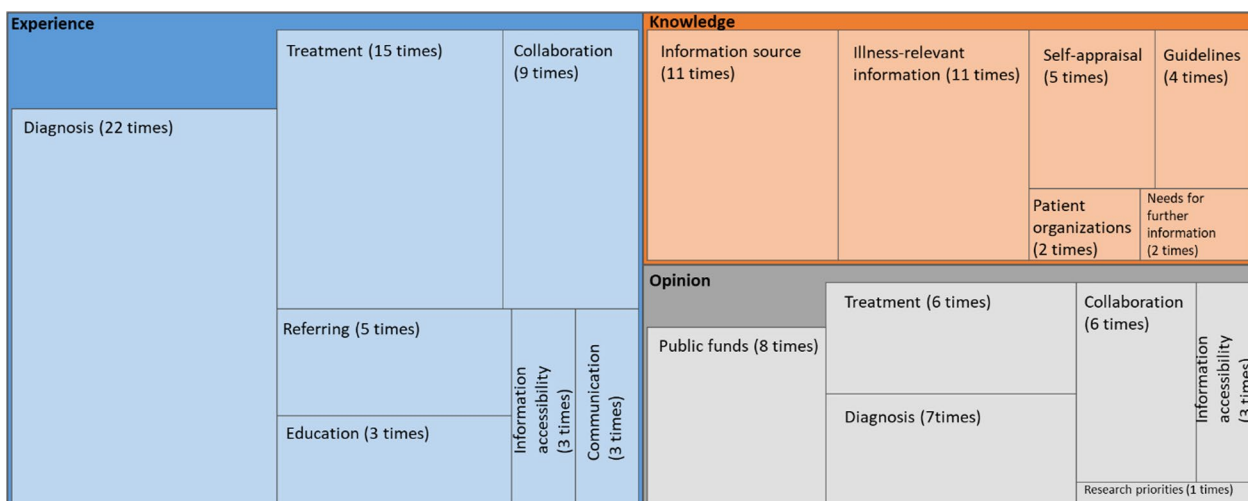 Experience
Treatment (15 times)
Collaboration
(9 times)
Diagnosis (22 times)
Referring (5 times)
Education (3 times)
Information
accessibility
(3 times)
Communication
(3 times)
Knowledge
Information source
(11 times)
Illness-relevant
information (11 times)
Self-appraisal
(5 times)
Guidelines
(4 times)
Patient
organizations
(2 times)
Needs for
further
information
(2 times)
Opinion
Public funds (8 times)
Treatment (6 times)
Diagnosis (7times)
Collaboration
(6 times)
Information
accessibility
(3 times)
Research priorities (1 times)